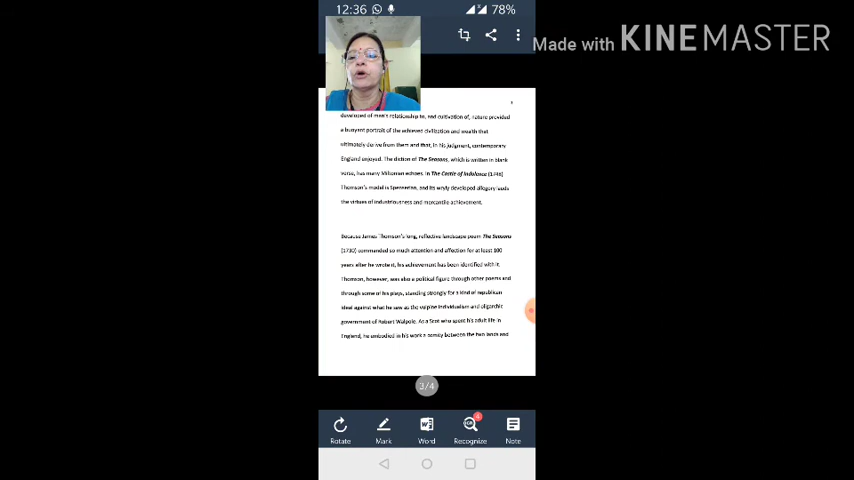 12:36
78%
Made with KINEMASTER
developed of men's relationship to, and cultivation of, nature provided
a buoyant portrait of the achieved civilization and wealth that
ultimately derive from them and that, in his judgment, contemporary
England enjoyed. The diction of The Seasons, which is written in blank
verse, has many Miltonian echoes. In The Castle of Indolence (1748)
Thomson's model is Spenserian, and its wryly developed allegory lauds
the virtues of industriousness and mercantile achievement.
Because James Thomson's long, reflective landscape poem The Seasons
(1730) commanded so much attention and affection for at least 100
years after he wrote it, his achievement has been identified with it.
Thomson, however, was also a political figure through other poems and
through some of his plays, standing strongly for a kind of republican
ideal against what he saw as the vulpine individualism and oligarchic
government of Robert Walpole. As a Scot who spent his adult life in
England, he embodied in his work a comity between the two lands and
3/4
Rotate Mark Word Recognize Note